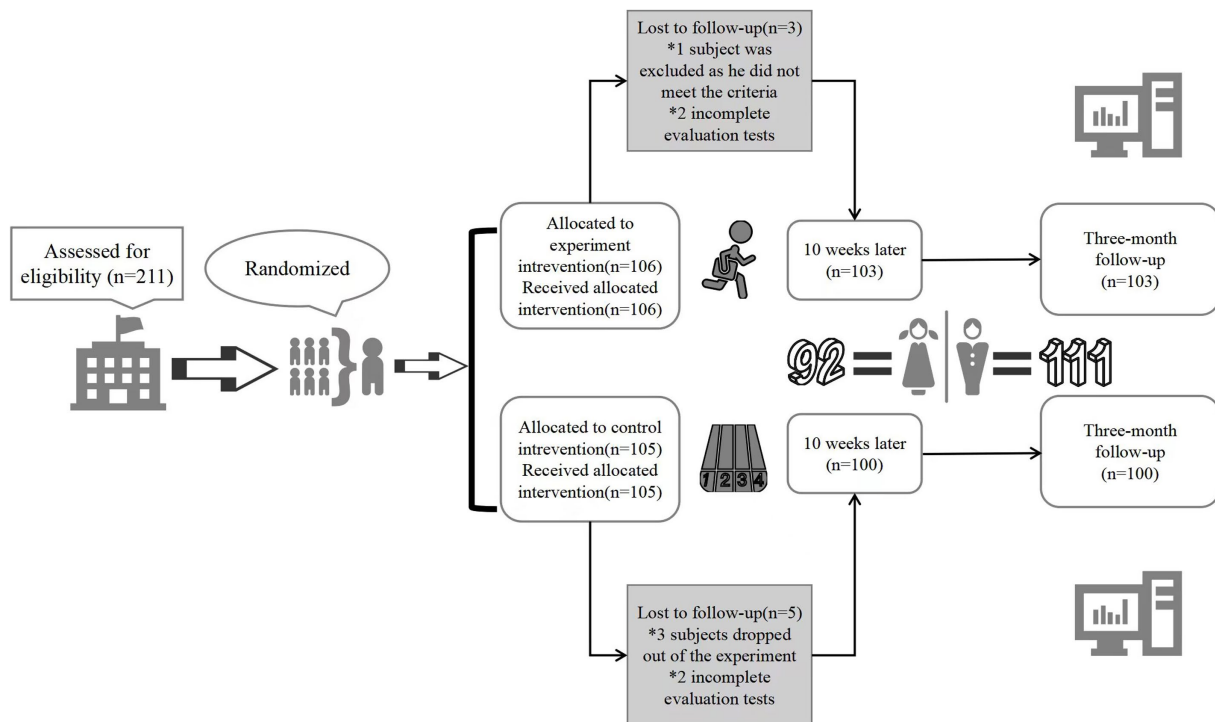 Assessed for
eligibility (n=211)
Randomized
Lost to follow-up(n=3)
*1 subject was
excluded as he did not
meet the criteria
*2 incomplete
evaluation tests
Allocated to
experiment
intrevention(n=106)
Received allocated
intervention(n=106)
10 weeks later
(n=103)
Three-month
follow-up
(n=103)
92 = = 111
Allocated to control
intrevention(n=105)
Received allocated
intervention(n=105)
1 2 3 4
10 weeks later
(n=100)
Three-month
follow-up
(n=100)
Lost to follow-up(n=5)
*3 subjects dropped
out of the experiment
*2 incomplete
evaluation tests